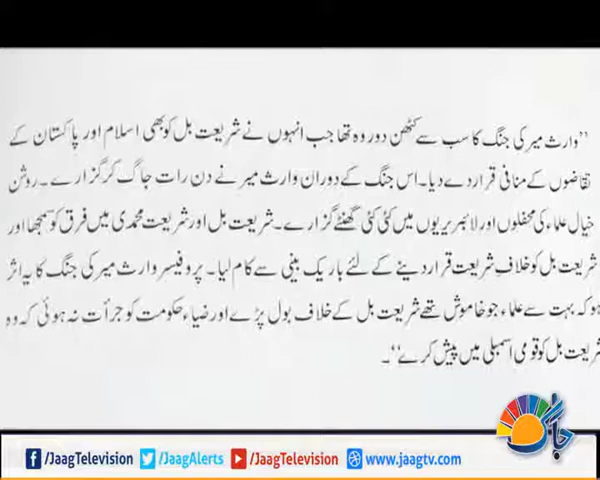 ”وارث میر کی جنگ کا سب سے کٹھن دور وہ تھا جب انہوں نے شریعت بل کو بھی اسلام اور پاکستان کے
تقاضوں کے منافی قرار دے دیا۔ اس جنگ کے دوران وارث میر نے دن رات جاگ کر گزارے۔ روشن
خیال علماء کی محفلوں اور لائبریریوں میں کئی کئی گھنٹے گزارے۔ شریعت بل اور شریعت محمدی میں فرق کو سمجھا اور
شریعت بل کو خلاف شریعت قرار دینے کے لئے باریک بینی سے کام لیا۔ پروفیسر وارث میر کی جنگ کا یہ اثر
ہوا کہ بہت سے علماء جو خاموش تھے شریعت بل کے خلاف بول پڑے اور ضیاء حکومت کو جرأت نہ ہوئی کہ وہ
شریعت بل کو قومی اسمبلی میں پیش کرے“۔
جاگ
/JaagTelevision /JaagAlerts /JaagTelevision www.jaagtv.com